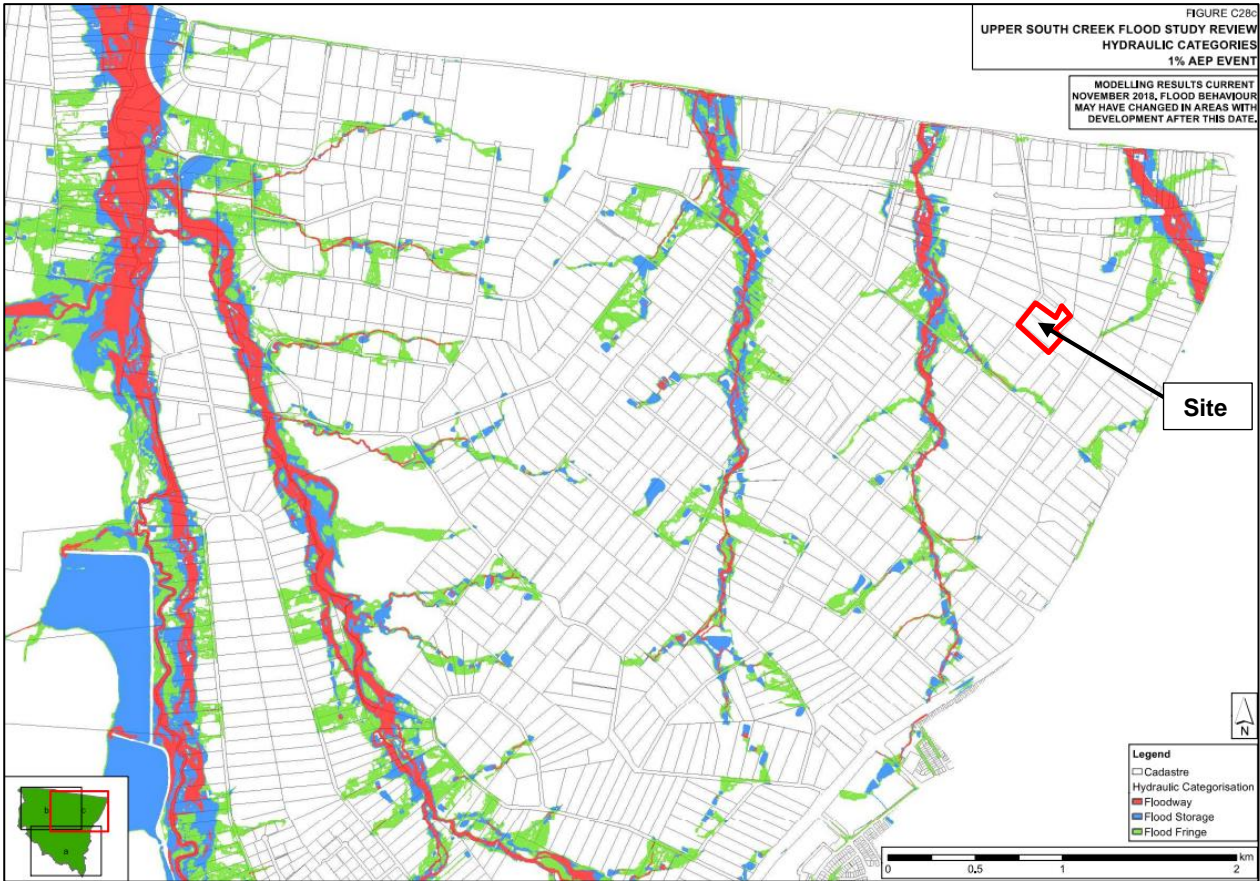 FIGURE C28c
UPPER SOUTH CREEK FLOOD STUDY REVIEW
HYDRAULIC CATEGORIES
1% AEP EVENT
MODELLING RESULTS CURRENT
NOVEMBER 2018, FLOOD BEHAVIOUR
MAY HAVE CHANGED IN AREAS WITH
DEVELOPMENT AFTER THIS DATE.
Site
N
Legend
Cadastre
Hydraulic Categorisation
Floodway
Flood Storage
Flood Fringe
b c
a
km
0 0.5 1 2